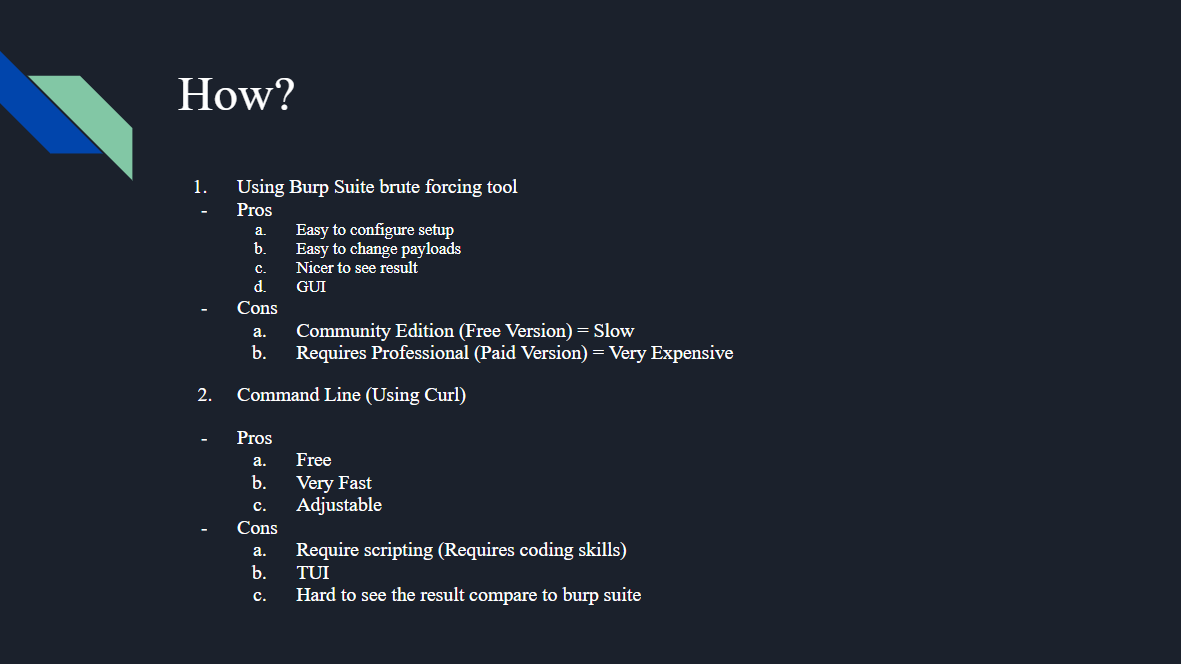 How?
1. Using Burp Suite brute forcing tool
- Pros
a. Easy to configure setup
b. Easy to change payloads
c. Nicer to see result
d. GUI
- Cons
a. Community Edition (Free Version) = Slow
b. Requires Professional (Paid Version) = Very Expensive
2. Command Line (Using Curl)
- Pros
a. Free
b. Very Fast
c. Adjustable
- Cons
a. Require scripting (Requires coding skills)
b. TUI
c. Hard to see the result compare to burp suite